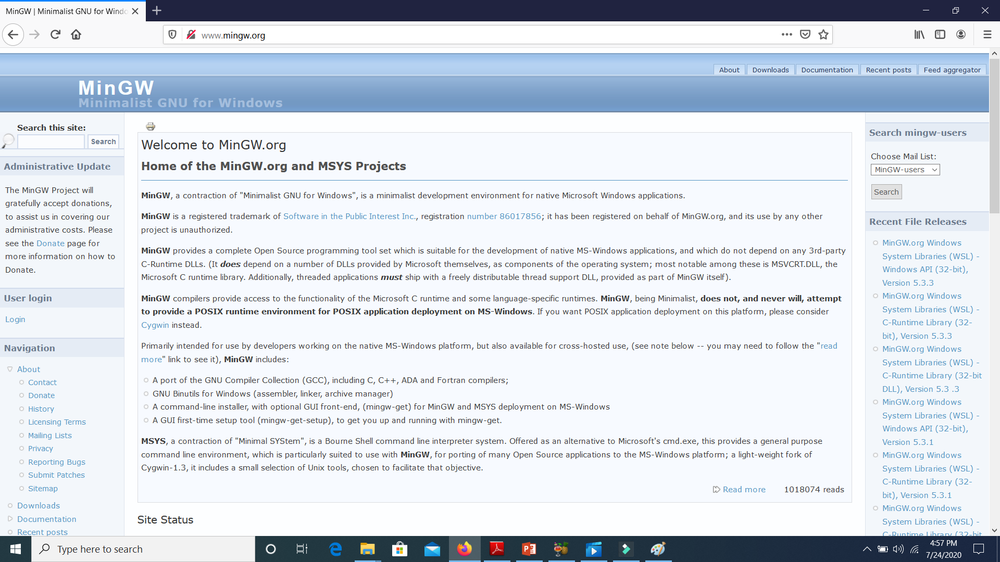 MinGW | Minimalist GNU for Windo
www.mingw.org
About Downloads Documentation Recent posts Feed aggregator
MinGW
Minimalist GNU for Windows
Search this site:
Search
Administrative Update
The MinGW Project will
gratefully accept donations,
to assist us in covering our
administrative costs. Please
see the Donate page for
more information on how to
Donate.
User login
Login
Navigation
About
Contact
Donate
History
Licensing Terms
Mailing Lists
Privacy
Reporting Bugs
Submit Patches
Sitemap
Downloads
Documentation
Recent posts
Welcome to MinGW.org
Home of the MinGW.org and MSYS Projects
MinGW, a contraction of "Minimalist GNU for Windows", is a minimalist development environment for native Microsoft Windows applications.
MinGW is a registered trademark of Software in the Public Interest Inc., registration number 86017856; it has been registered on behalf of MinGW.org, and its use by any other
project is unauthorized.
MinGW provides a complete Open Source programming tool set which is suitable for the development of native MS-Windows applications, and which do not depend on any 3rd-party
C-Runtime DLLs. (It does depend on a number of DLLs provided by Microsoft themselves, as components of the operating system; most notable among these is MSVCRT.DLL, the
Microsoft C runtime library. Additionally, threaded applications must ship with a freely distributable thread support DLL, provided as part of MinGW itself).
MinGW compilers provide access to the functionality of the Microsoft C runtime and some language-specific runtimes. MinGW, being Minimalist, does not, and never will, attempt
to provide a POSIX runtime environment for POSIX application deployment on MS-Windows. If you want POSIX application deployment on this platform, please consider
Cygwin instead.
Primarily intended for use by developers working on the native MS-Windows platform, but also available for cross-hosted use, (see note below -- you may need to follow the "read
more" link to see it), MinGW includes:
A port of the GNU Compiler Collection (GCC), including C, C++, ADA and Fortran compilers;
GNU Binutils for Windows (assembler, linker, archive manager)
A command-line installer, with optional GUI front-end, (mingw-get) for MinGW and MSYS deployment on MS-Windows
A GUI first-time setup tool (mingw-get-setup), to get you up and running with mingw-get.
MSYS, a contraction of "Minimal SYStem", is a Bourne Shell command line interpreter system. Offered as an alternative to Microsoft's cmd.exe, this provides a general purpose
command line environment, which is particularly suited to use with MinGW, for porting of many Open Source applications to the MS-Windows platform; a light-weight fork of
Cygwin-1.3, it includes a small selection of Unix tools, chosen to facilitate that objective.
Read more 1018074 reads
Site Status
Search mingw-users
Choose Mail List:
MinGW-users
Search
Recent File Releases
MinGW.org Windows
System Libraries (WSL) -
Windows API (32-bit),
Version 5.3.3
MinGW.org Windows
System Libraries (WSL) -
C-Runtime Library (32-
bit), Version 5.3.3
MinGW.org Windows
System Libraries (WSL) -
C-Runtime Library (32-bit
DLL), Version 5.3 .3
MinGW.org Windows
System Libraries (WSL) -
Windows API (32-bit),
Version 5.3.1
MinGW.org Windows
System Libraries (WSL) -
C-Runtime Library (32-
bit), Version 5.3.1
MinGW.org Windows
System Libraries (WSL) -
C-Runtime Library (32-bit
Type here to search
4:57 PM
7/24/2020